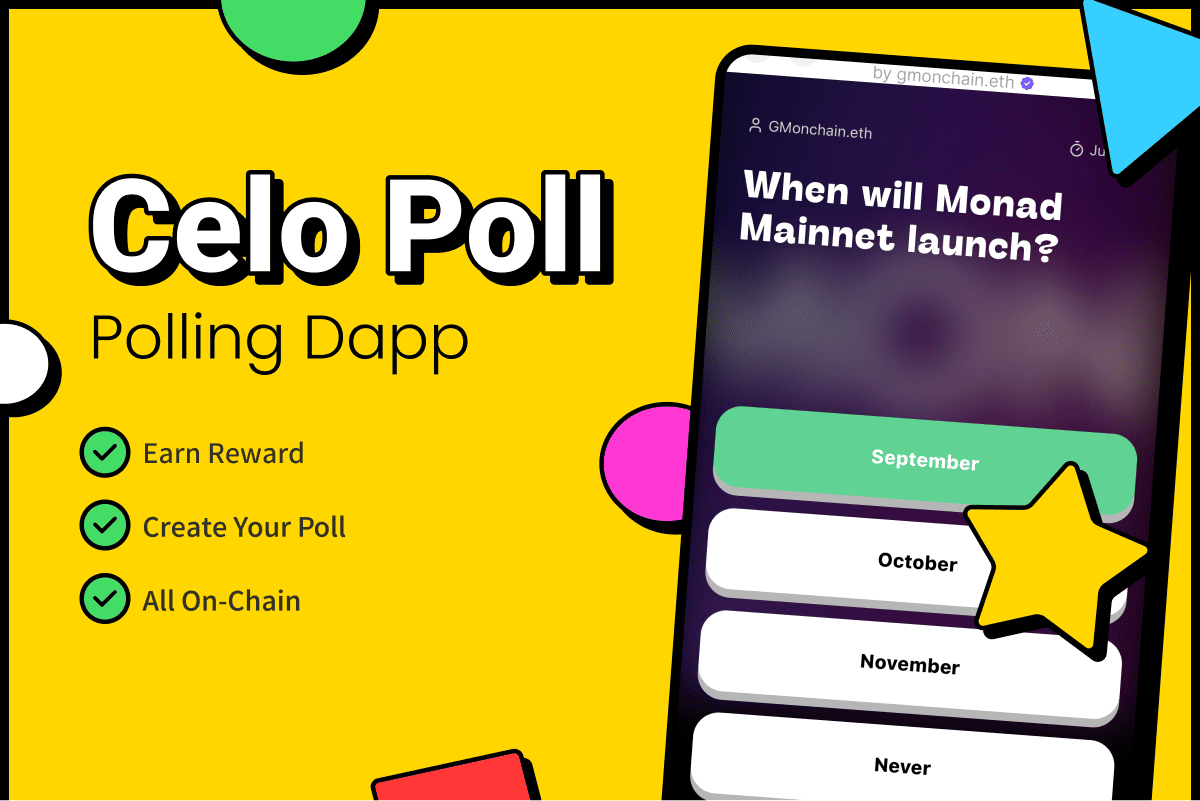 Celo Poll
Polling Dapp
Earn Reward
Create Your Poll
All On-Chain
by gmonchain.eth
GMonchain.eth
When will Monad
Mainnet launch?
September
October
November
Never